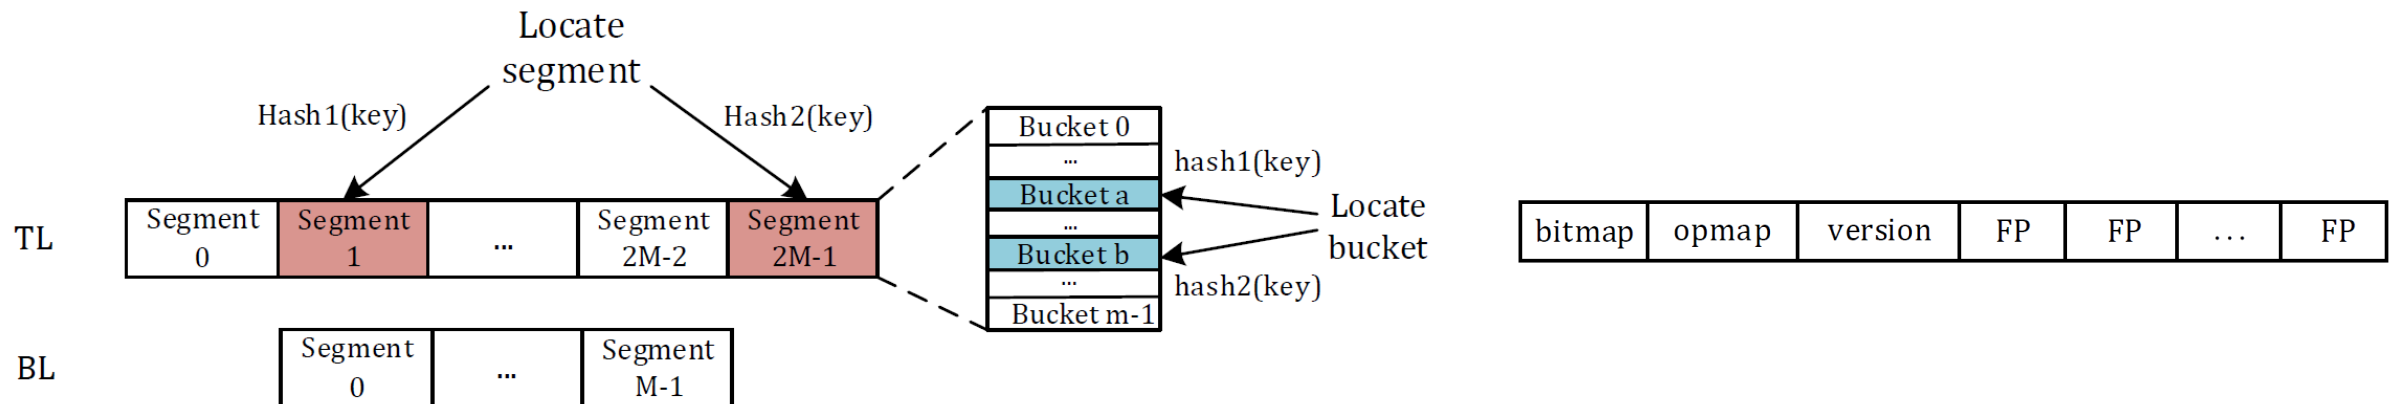 Locate
segment
Hash1(key)
Hash2(key)
TL
Segment
0
Segment
1
...
Segment
2M-2
Segment
2M-1
BL
Segment
0
...
Segment
M-1
Bucket 0
...
Bucket a
...
Bucket b
...
Bucket m-1
hash1(key)
Locate
bucket
hash2(key)
bitmap opmap version FP FP ... FP